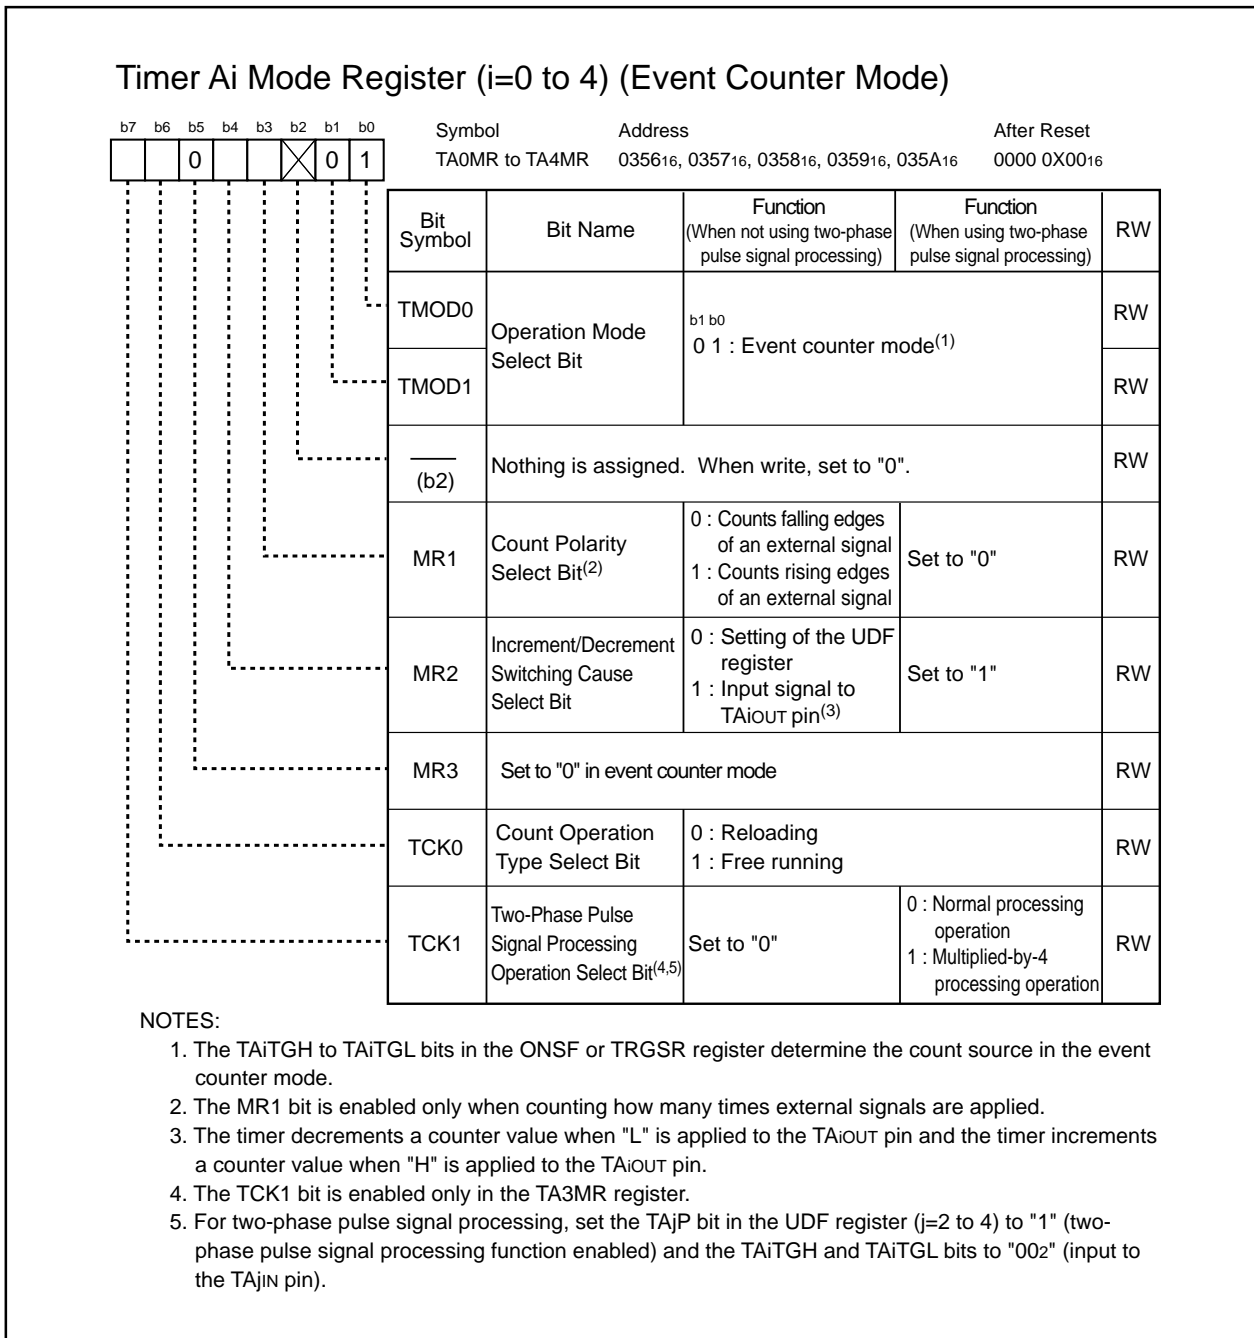 Timer Ai Mode Register (i=0 to 4) (Event Counter Mode)
b7 b6 b5 b4 b3 b2 b1 b0
0 0 1
Symbol Address After Reset
TA0MR to TA4MR 035616, 035716, 035816, 035916, 035A16 0000 0X0016
Bit Symbol
Bit Name
Function
(When not using two-phase
pulse signal processing)
Function
(When using two-phase
pulse signal processing)
RW
TMOD0
Operation Mode
Select Bit
b1 b0
0 1 : Event counter mode(1)
RW
TMOD1
RW
(b2)
Nothing is assigned. When write, set to "0".
RW
MR1
Count Polarity
Select Bit(2)
0 : Counts falling edges
of an external signal
1 : Counts rising edges
of an external signal
Set to "0"
RW
MR2
Increment/Decrement
Switching Cause
Select Bit
0 : Setting of the UDF
register
1 : Input signal to
TAiOUT pin(3)
Set to "1"
RW
MR3
Set to "0" in event counter mode
RW
TCK0
Count Operation
Type Select Bit
0 : Reloading
1 : Free running
RW
TCK1
Two-Phase Pulse
Signal Processing
Operation Select Bit(4,5)
Set to "0"
0 : Normal processing
operation
1 : Multiplied-by-4
processing operation
RW
NOTES:
1. The TAiTGH to TAiTGL bits in the ONSF or TRGSR register determine the count source in the event
counter mode.
2. The MR1 bit is enabled only when counting how many times external signals are applied.
3. The timer decrements a counter value when "L" is applied to the TAiOUT pin and the timer increments
a counter value when "H" is applied to the TAiOUT pin.
4. The TCK1 bit is enabled only in the TA3MR register.
5. For two-phase pulse signal processing, set the TAjP bit in the UDF register (j=2 to 4) to "1" (two-
phase pulse signal processing function enabled) and the TAiTGH and TAiTGL bits to "002" (input to
the TAjIN pin).